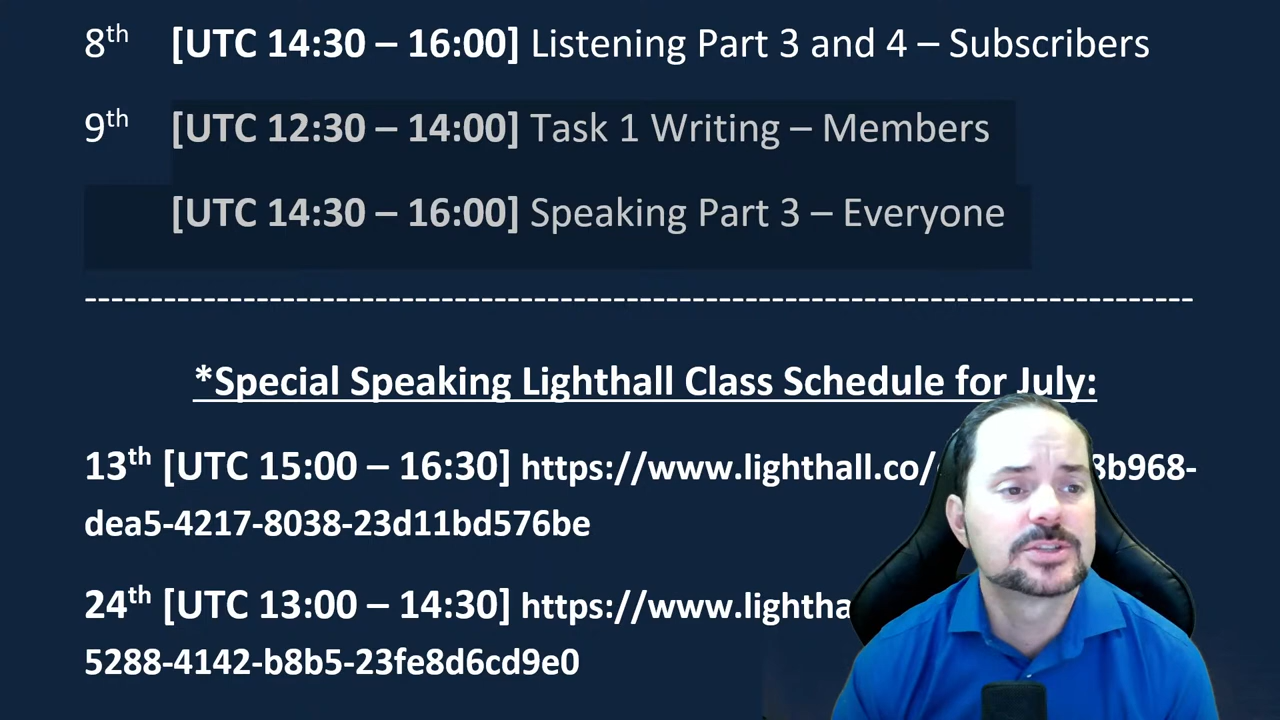 8th [UTC 14:30 – 16:00] Listening Part 3 and 4 – Subscribers
9th [UTC 12:30 – 14:00] Task 1 Writing – Members
[UTC 14:30 – 16:00] Speaking Part 3 – Everyone
-------------------------------------------------------------------------------------
*Special Speaking Lighthall Class Schedule for July:
13th [UTC 15:00 – 16:30] https://www.lighthall.co/ 8b968-
dea5-4217-8038-23d11bd576be
24th [UTC 13:00 – 14:30] https://www.lightha
5288-4142-b8b5-23fe8d6cd9e0